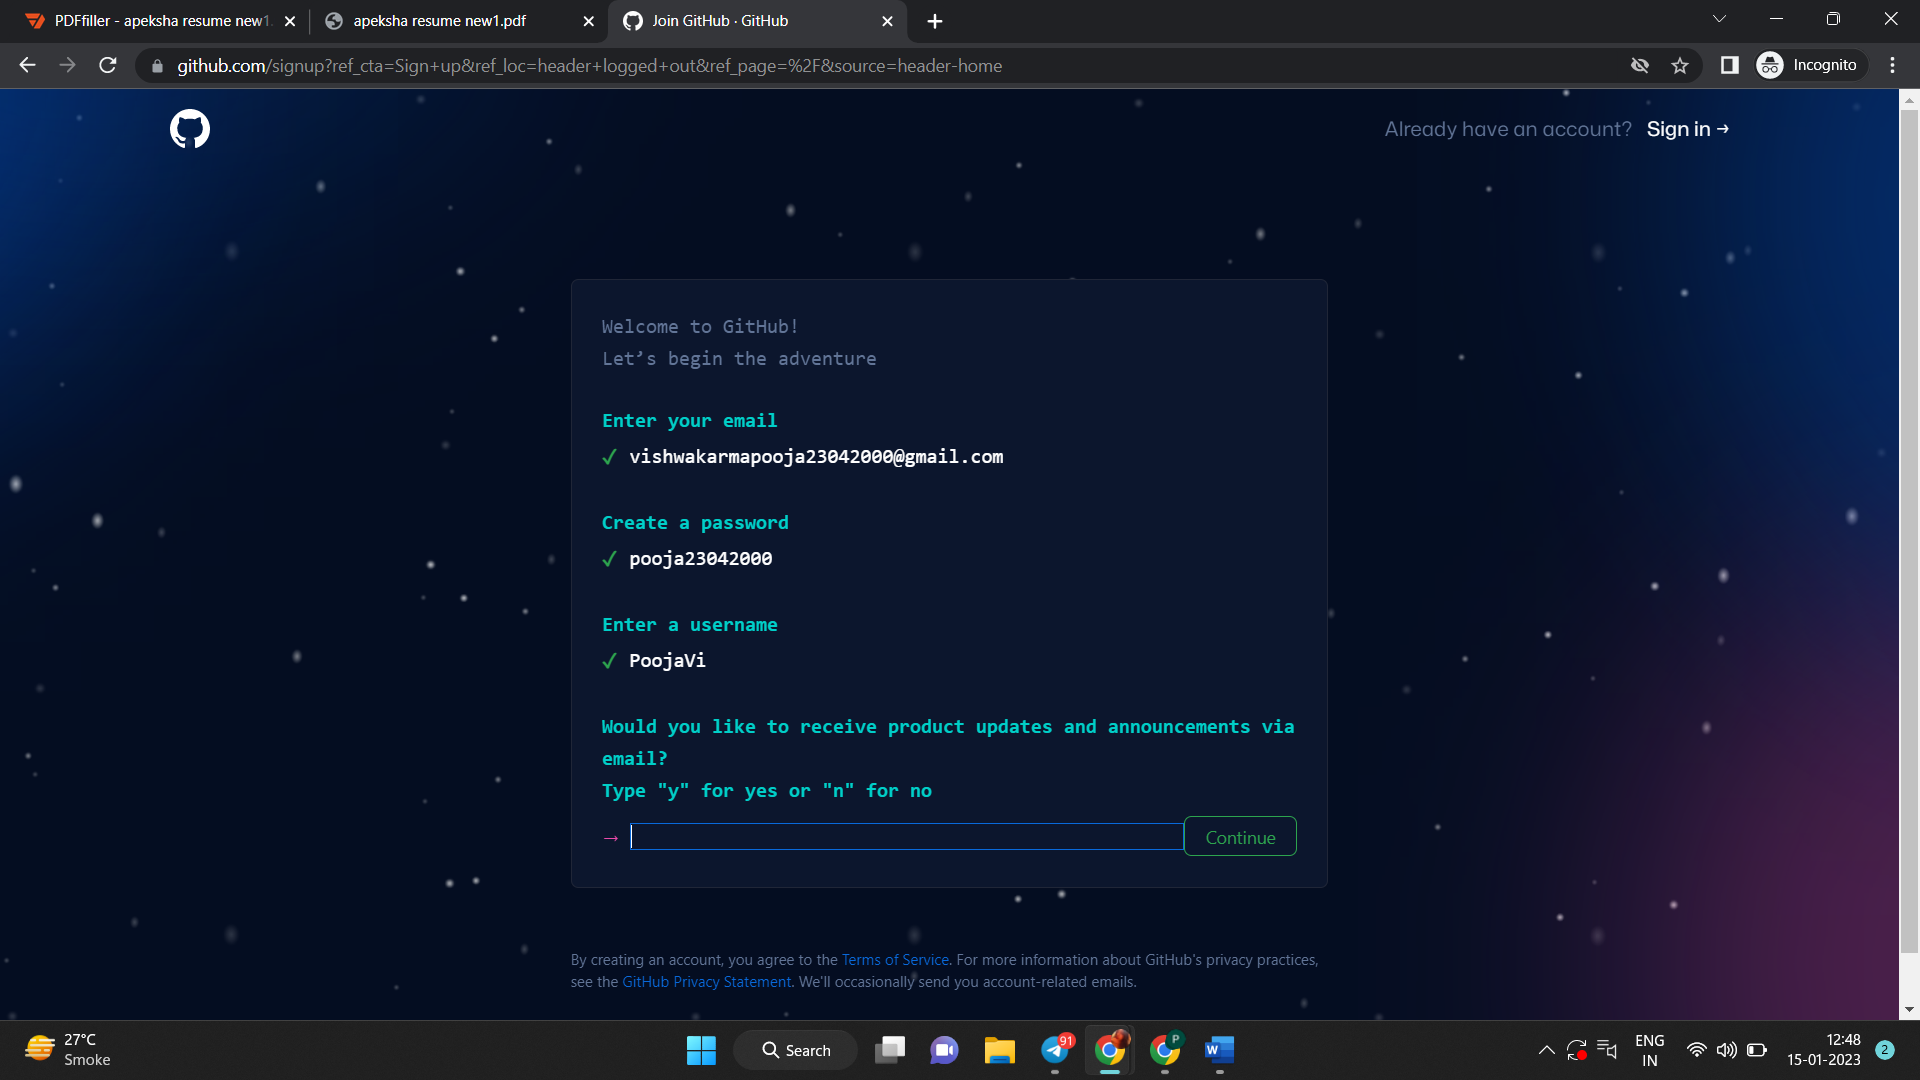 PDFfiller - apeksha resume new1.
apeksha resume new1.pdf
Join GitHub · GitHub
github.com/signup?ref_cta=Sign+up&ref_loc=header+logged+out&ref_page=%2F&source=header-home
Incognito
Already have an account? Sign in →
Welcome to GitHub!
Let’s begin the adventure
Enter your email
✓ vishwakarmapooja23042000@gmail.com
Create a password
✓ pooja23042000
Enter a username
✓ PoojaVi
Would you like to receive product updates and announcements via
email?
Type "y" for yes or "n" for no
→ Continue
By creating an account, you agree to the Terms of Service. For more information about GitHub's privacy practices,
see the GitHub Privacy Statement. We'll occasionally send you account-related emails.
27°C
Smoke
Search
91
P
W
ENG
IN
12:48
15-01-2023
2